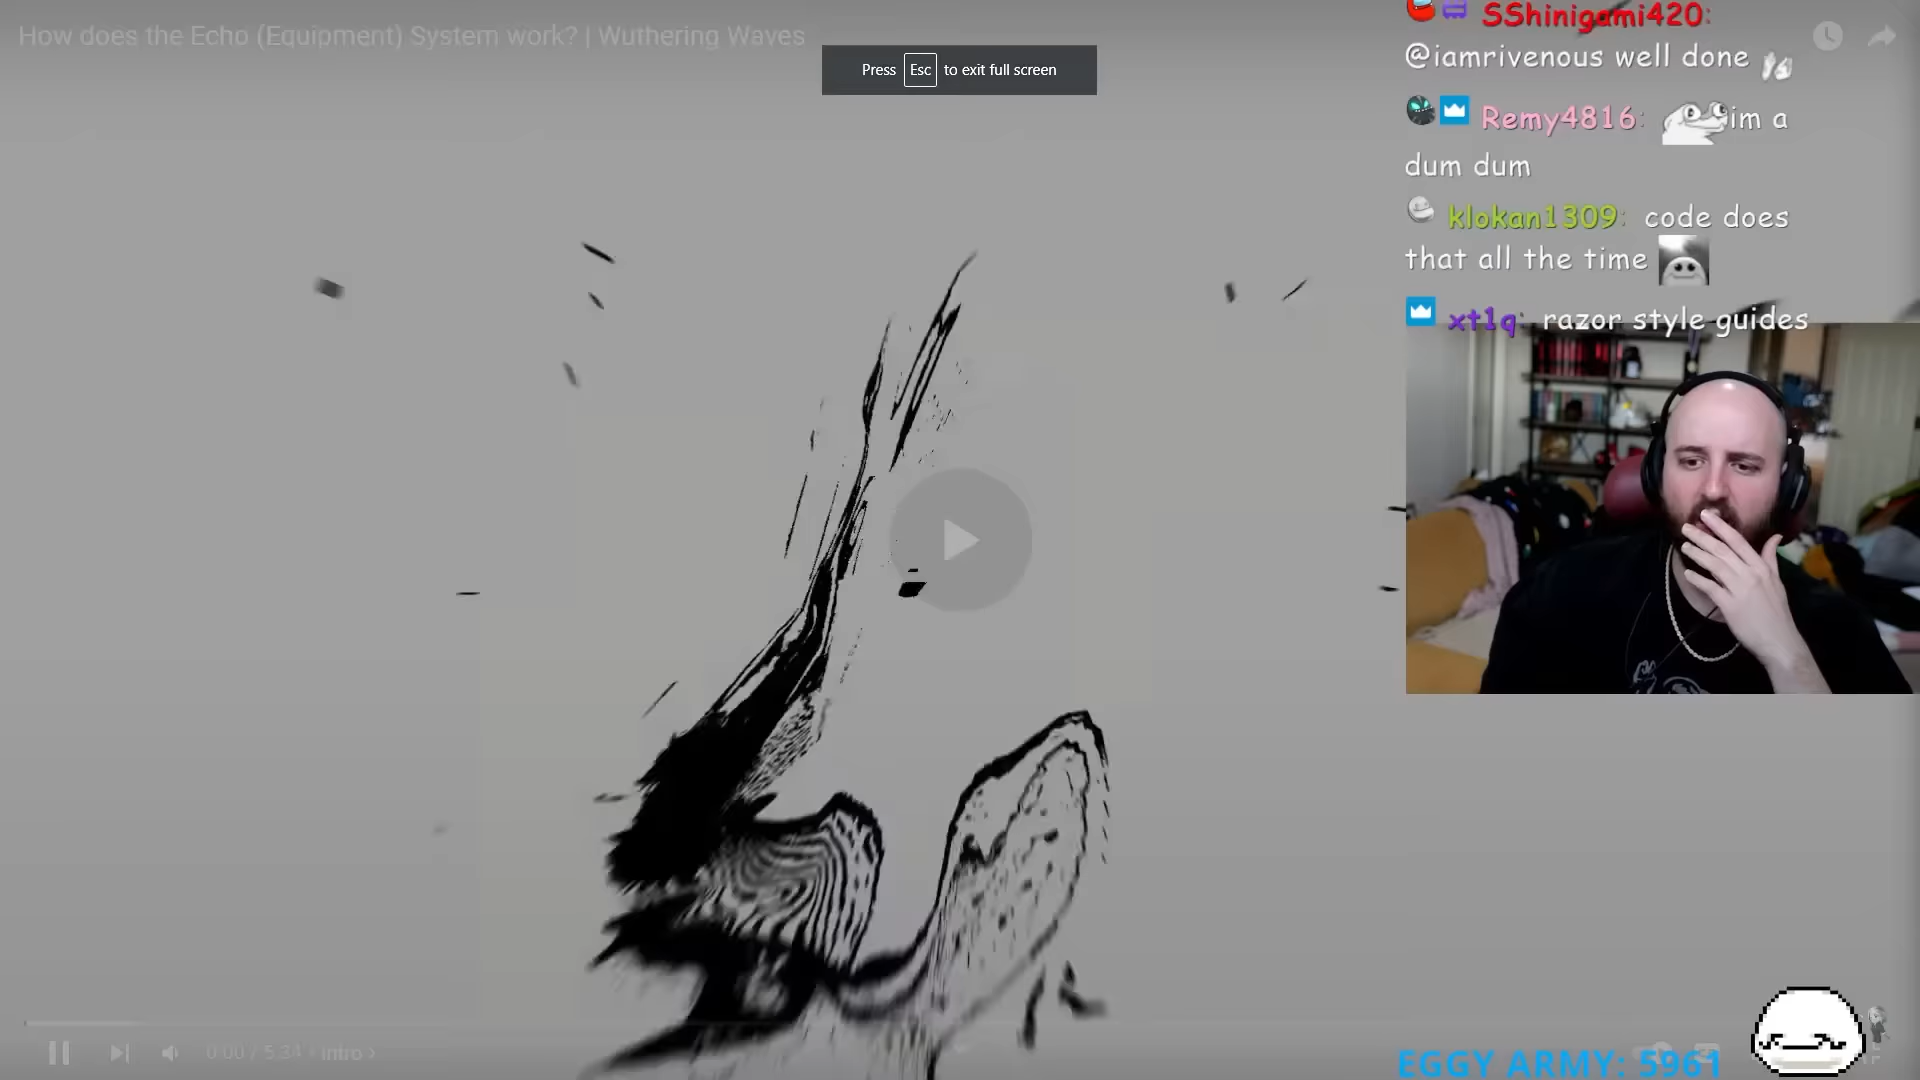 How does the Echo (Equipment) System work? | Wuthering Waves
Press Esc to exit full screen
SShinigami420:
@iamrivenous well done
Remy4816: im a
dum dum
klokan1309: code does
that all the time
xt1q: razor style guides
0:00 / 5:34 • Intro ›
EGGY ARMY: 5961